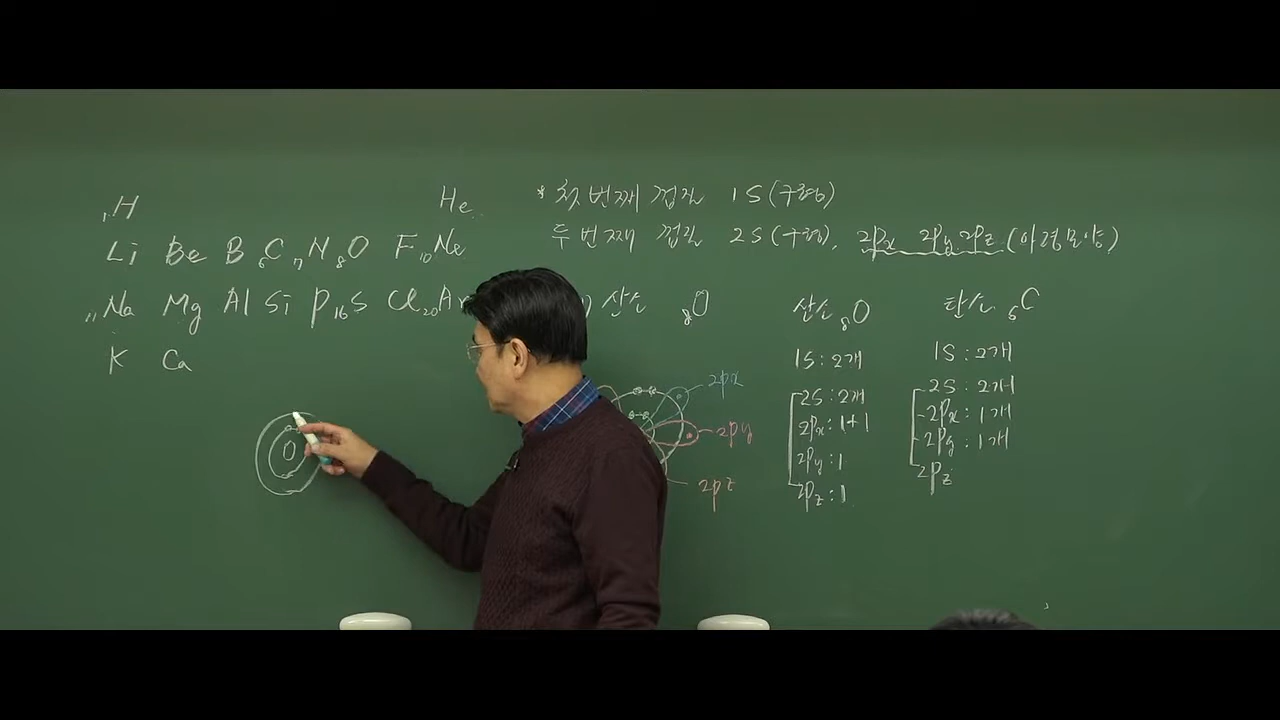 ₁H He
Li Be B ₆C ₇N ₈O F ₁₀Ne
₁₁Na Mg Al Si P ₁₆S Cl ₂₀Ar
K Ca
* 첫 번째 껍질 1S(구형)
두 번째 껍질 2S(구형), 2px 2py 2pz (아령모양)
) 산소 ₈O
2px
2py
2pz
산소 ₈O
1S : 2개
2S : 2개
2Px : 1+1
2Py : 1
2Pz : 1
탄소 ₆C
1S : 2개
2S : 2개
2Px : 1개
2Py : 1개
2Pz